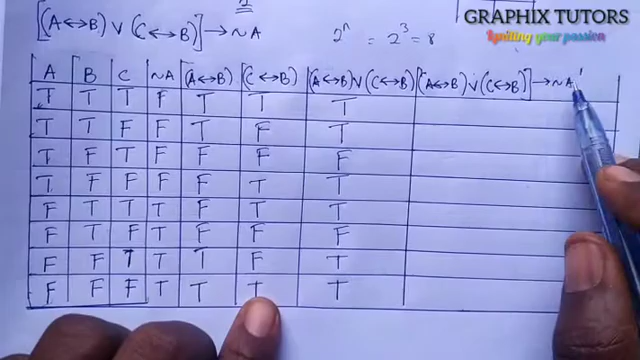 GRAPHIX TUTORS
Igniting your passion
[(A↔B) ∨ (C↔B)] → ~A 2ⁿ = 2³ = 8
A B C ~A (A↔B) (C↔B) (A↔B)∨(C↔B) [(A↔B)∨(C↔B)]→~A
T T T F T T T
T T F F T F T
T F T F F F F
T F F F F T T
F T T T F T T
F T F T F F F
F F T T T F T
F F F T T T T